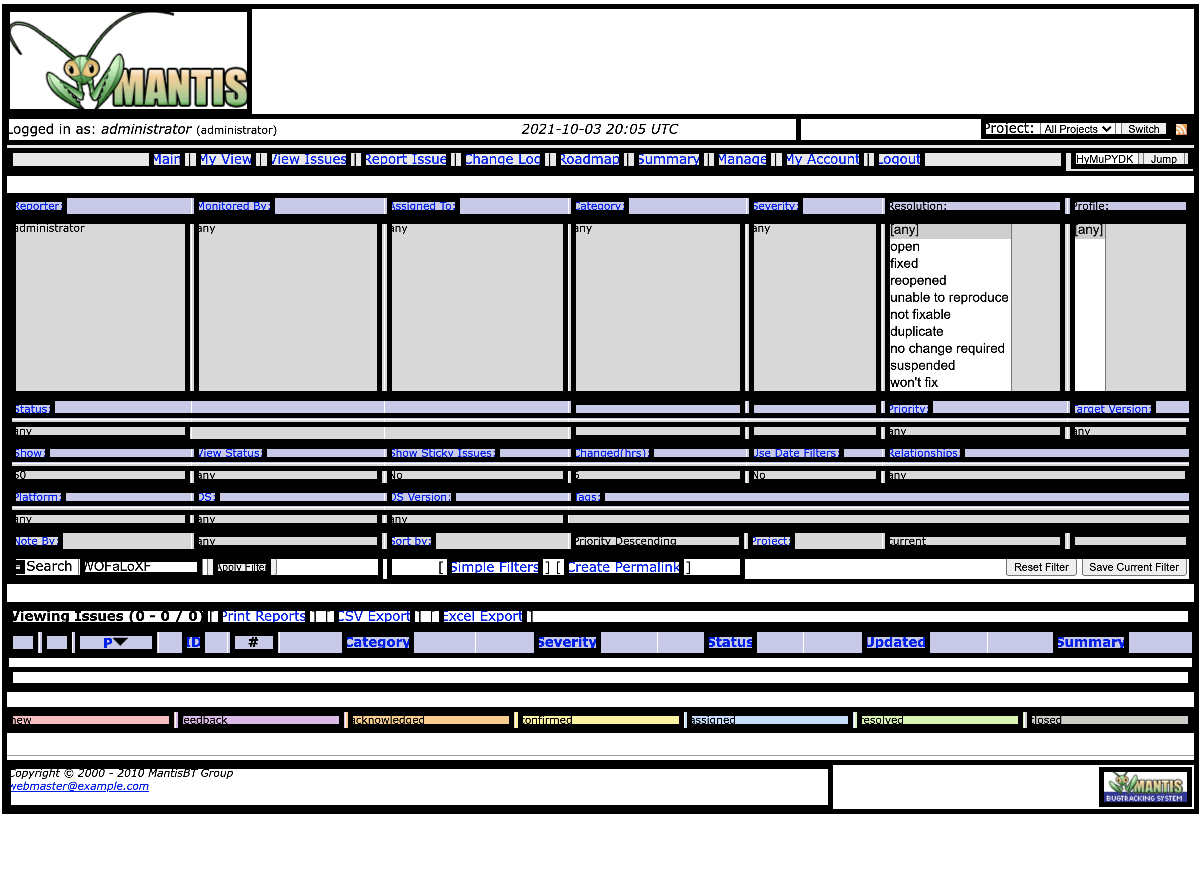 MANTIS
Logged in as: administrator (administrator)
2021-10-03 20:05 UTC
Project: All Projects Switch
Main | My View | View Issues | Report Issue | Change Log | Roadmap | Summary | Manage | My Account | Logout
HyMuPYDK Jump
Reporter: Monitored By: Assigned To: Category: Severity: Resolution: Profile:
administrator any any any any [any] [any]
open
fixed
reopened
unable to reproduce
not fixable
duplicate
no change required
suspended
won't fix
Status: Priority: Target Version:
any any any
Show: View Status: Show Sticky Issues: Changed(hrs): Use Date Filters: Relationships:
50 any No 6 No any
Platform: OS: OS Version: Tags:
any any any
Note By: any Sort by: Priority Descending Project: current
Search WOFaLoXF Apply Filter
[ Simple Filters ] [ Create Permalink ]
Reset Filter Save Current Filter
Viewing Issues (0 - 0 / 0) [ Print Reports ] [ CSV Export ] [ Excel Export ]
P ID # Category Severity Status Updated Summary
new feedback acknowledged confirmed assigned resolved closed
Copyright © 2000 - 2010 MantisBT Group
webmaster@example.com
MANTIS
BUGTRACKING SYSTEM